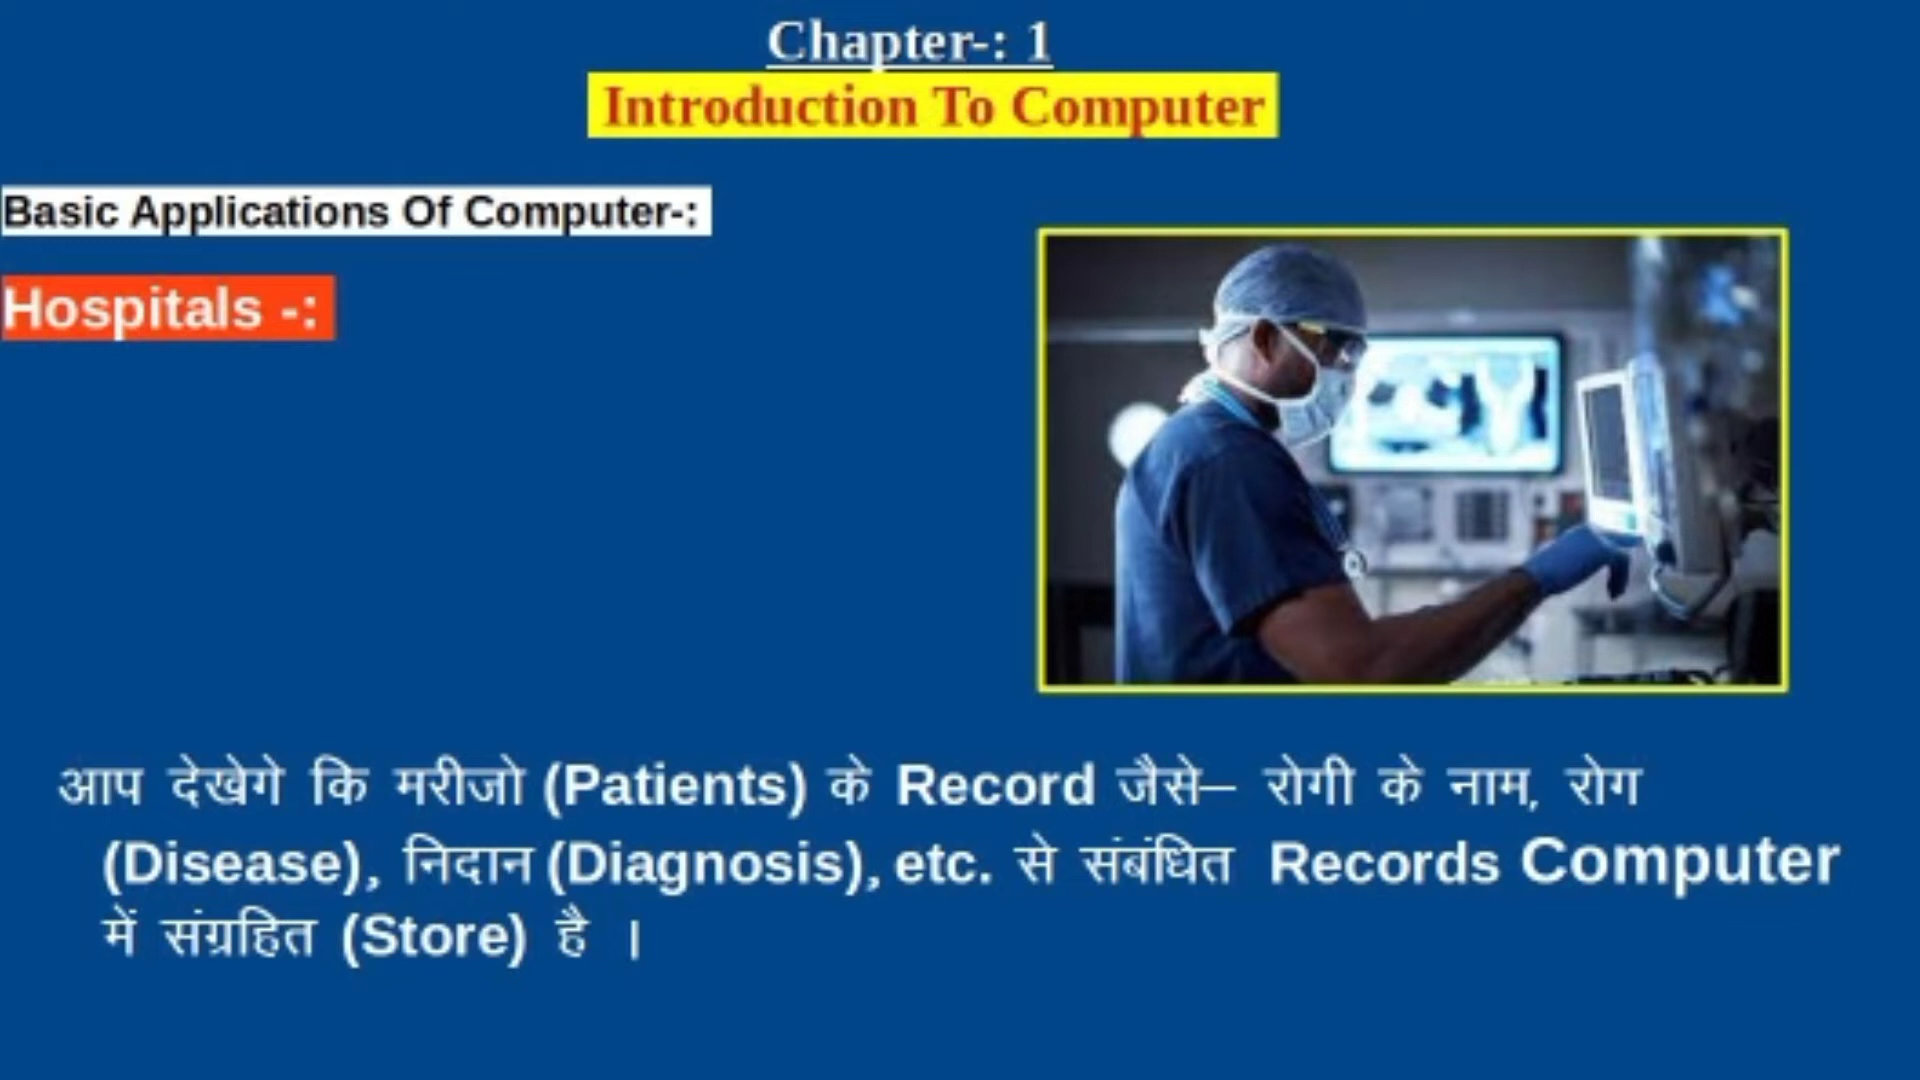 Chapter-: 1
Introduction To Computer
Basic Applications Of Computer-:
Hospitals -:
आप देखेगे कि मरीजो (Patients) के Record जैसे– रोगी के नाम, रोग
(Disease), निदान (Diagnosis), etc. से संबंधित Records Computer
में संग्रहित (Store) है ।